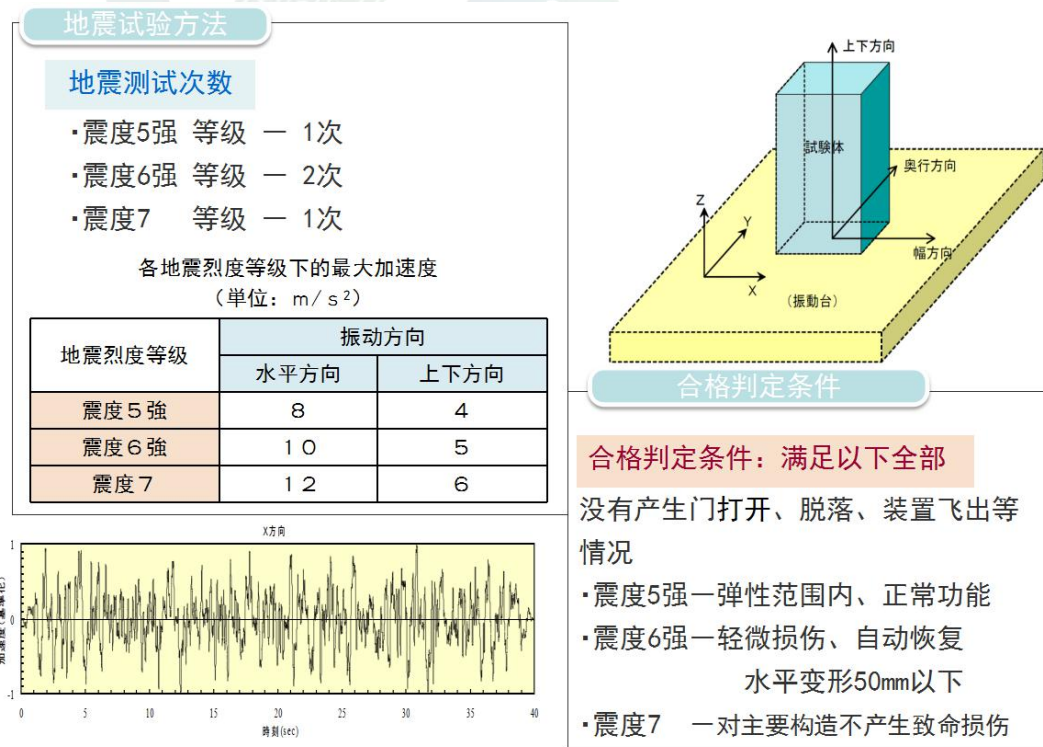 地震试验方法
地震测试次数
·震度5强 等级 — 1次
·震度6强 等级 — 2次
·震度7 等级 — 1次
各地震烈度等级下的最大加速度
（単位：m/s²）
地震烈度等级
振动方向
水平方向 上下方向
震度５強 8 4
震度６強 10 5
震度７ 12 6
X方向
1
0
-1
0 5 10 15 20 25 30 35 40
時刻(sec)
上下方向
試験体
奥行方向
幅方向
Z
Y
X
（振動台）
合格判定条件
合格判定条件：满足以下全部
没有产生门打开、脱落、装置飞出等
情况
·震度5强—弹性范围内、正常功能
·震度6强—轻微损伤、自动恢复
水平变形50mm以下
·震度7 —对主要构造不产生致命损伤